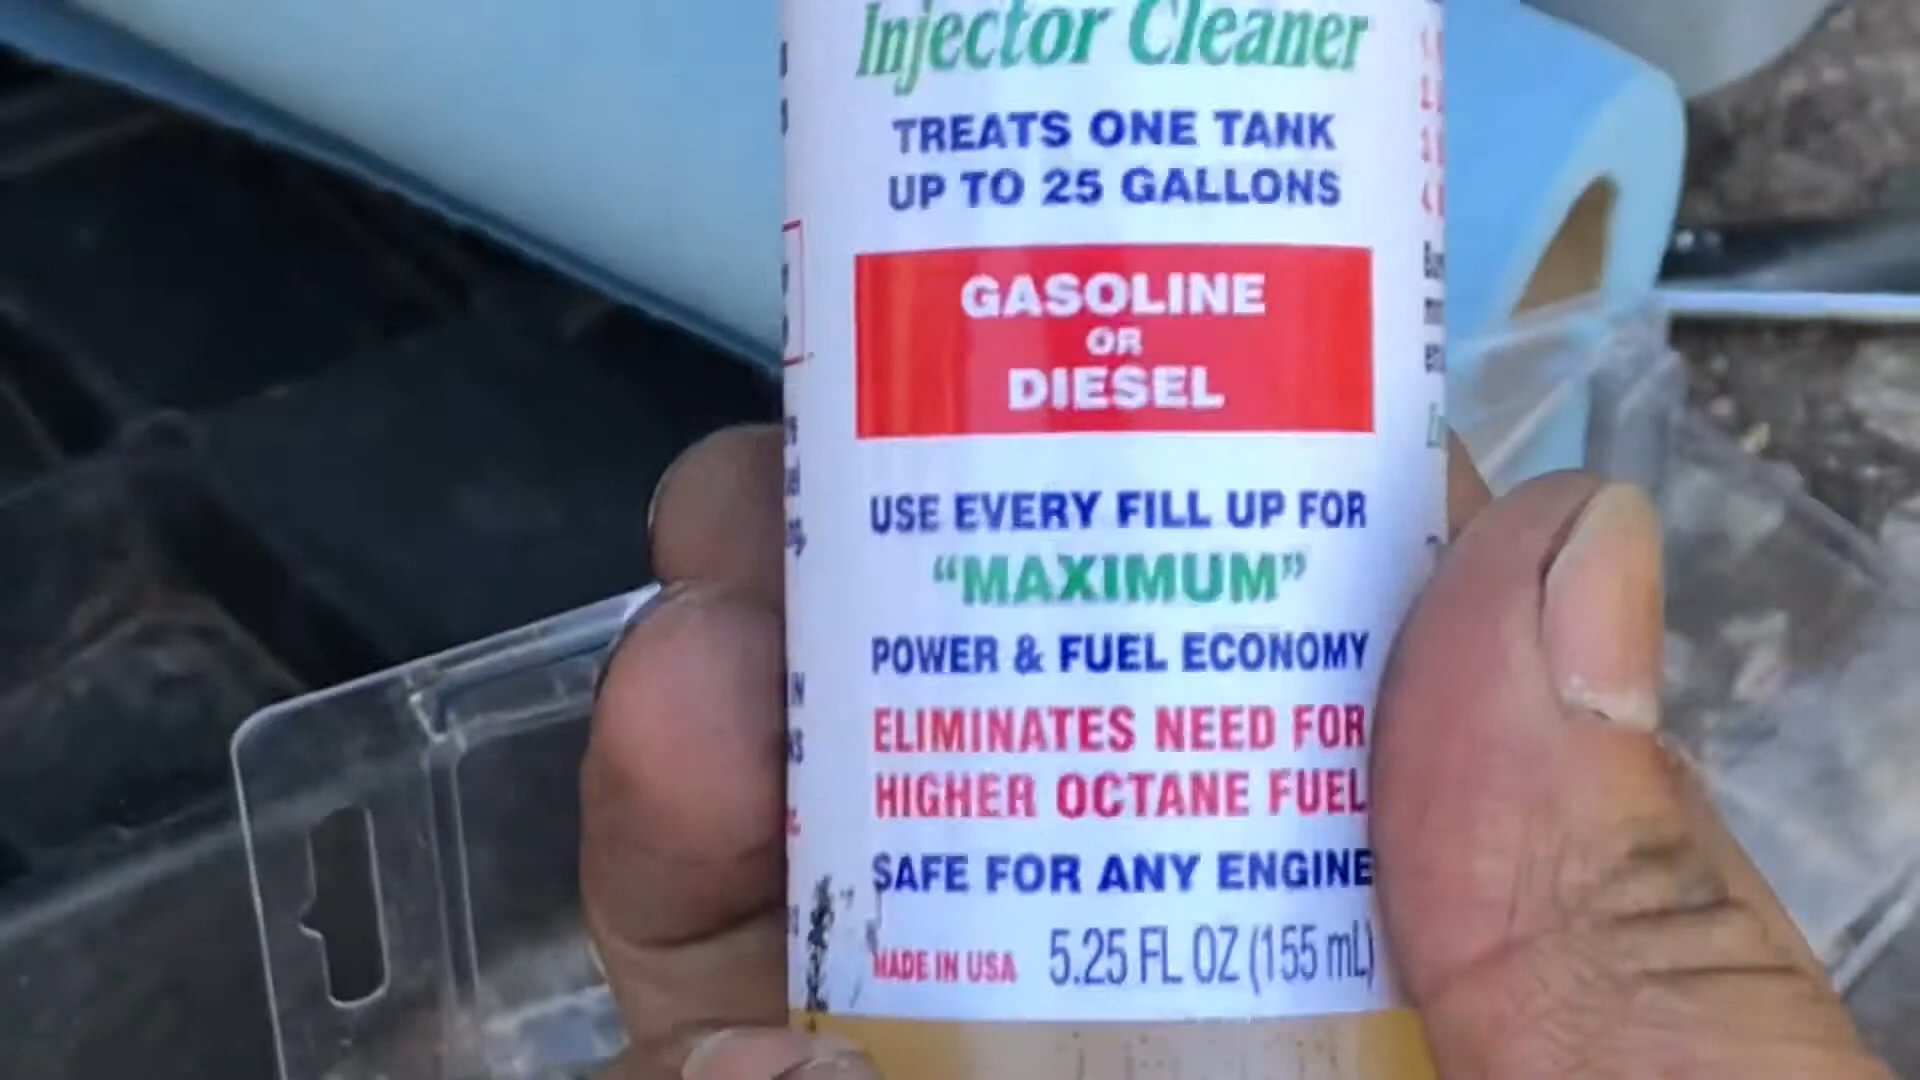 Injector Cleaner
TREATS ONE TANK
UP TO 25 GALLONS
GASOLINE
OR
DIESEL
USE EVERY FILL UP FOR
“MAXIMUM”
POWER & FUEL ECONOMY
ELIMINATES NEED FOR
HIGHER OCTANE FUEL
SAFE FOR ANY ENGINE
MADE IN USA 5.25 FL OZ (155 mL)